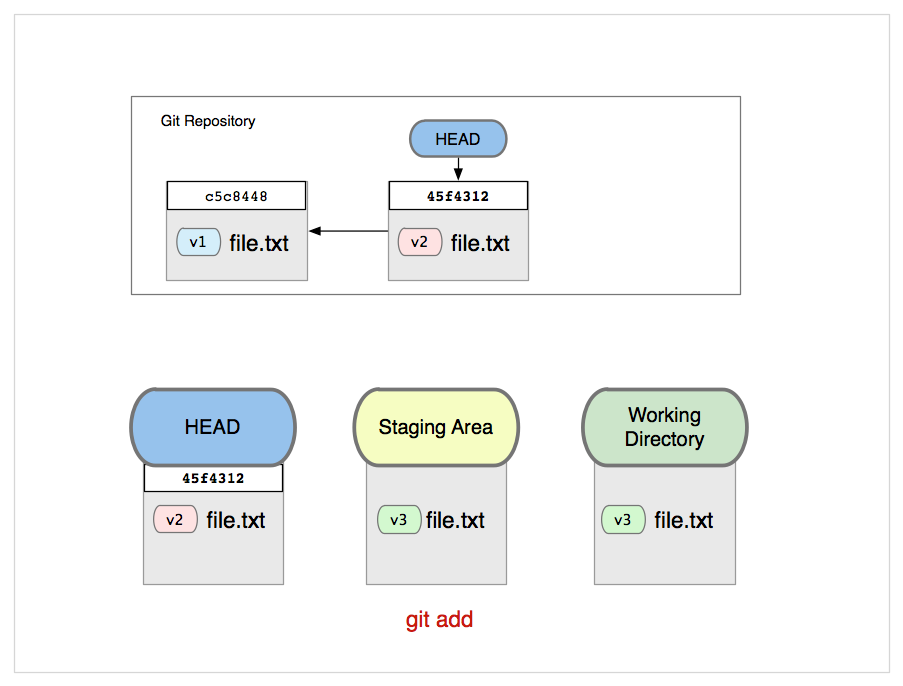 Git Repository
HEAD
c5c8448
45f4312
v1 file.txt
v2 file.txt
HEAD
Staging Area
Working
Directory
45f4312
v2 file.txt
v3 file.txt
v3 file.txt
git add